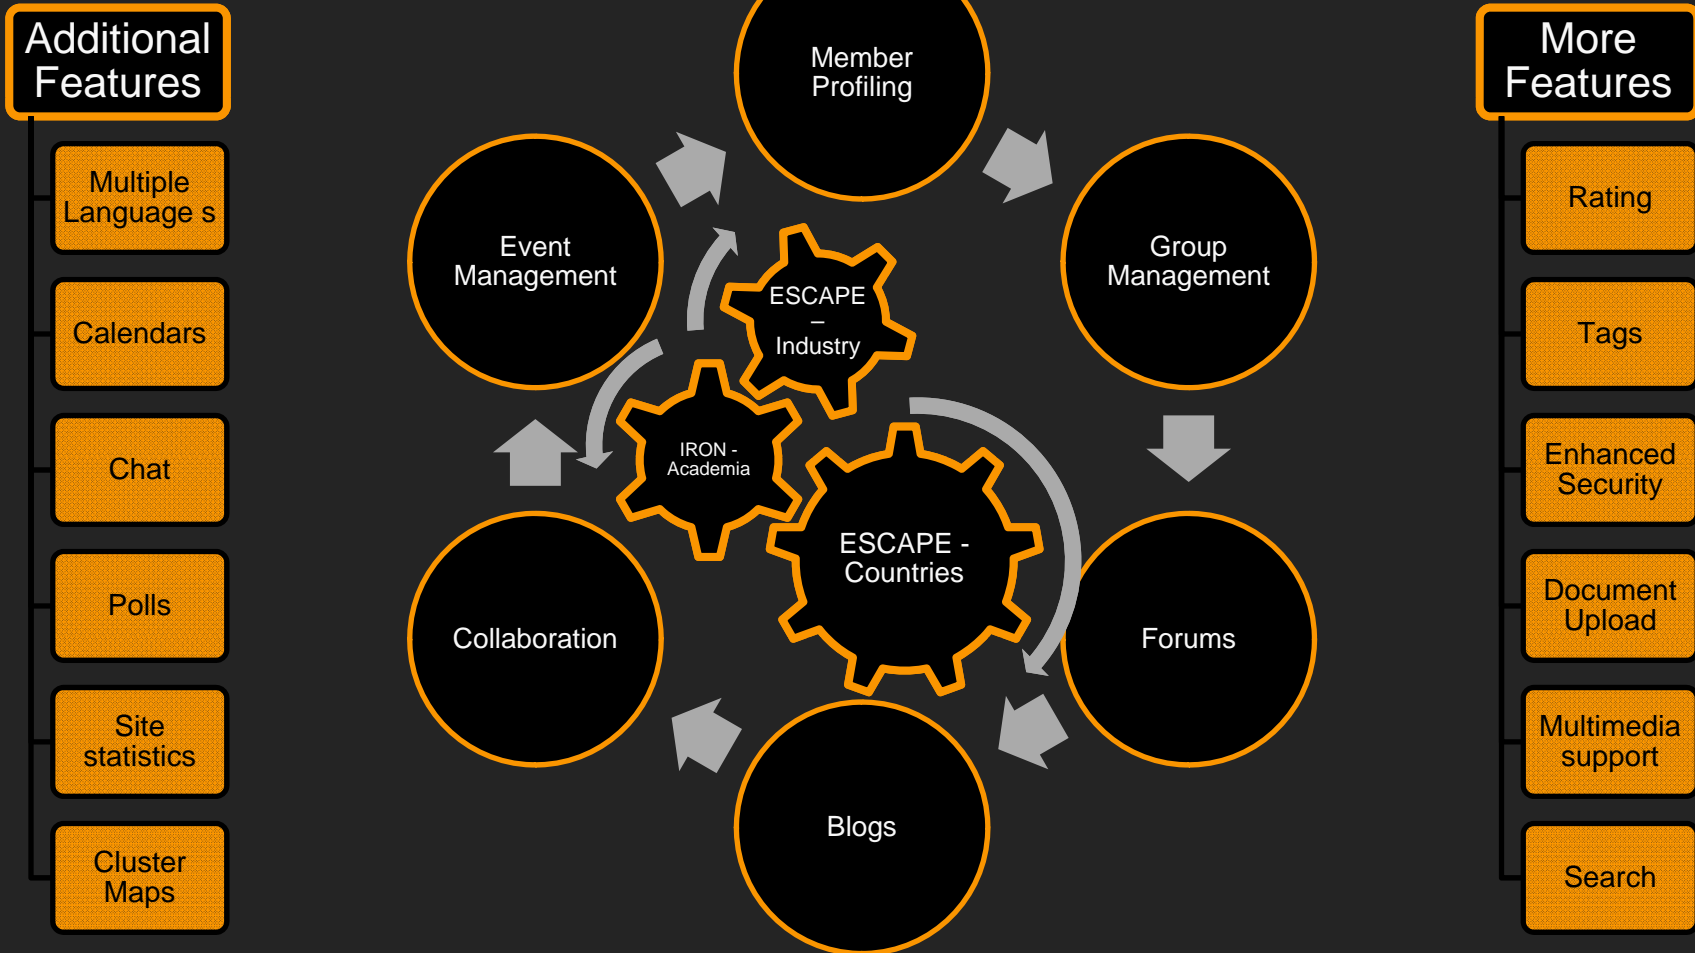 Additional
Features
Multiple
Language s
Calendars
Chat
Polls
Site
statistics
Cluster
Maps
Member
Profiling
Group
Management
Forums
Blogs
Collaboration
Event
Management
ESCAPE
–
Industry
IRON -
Academia
ESCAPE -
Countries
More
Features
Rating
Tags
Enhanced
Security
Document
Upload
Multimedia
support
Search